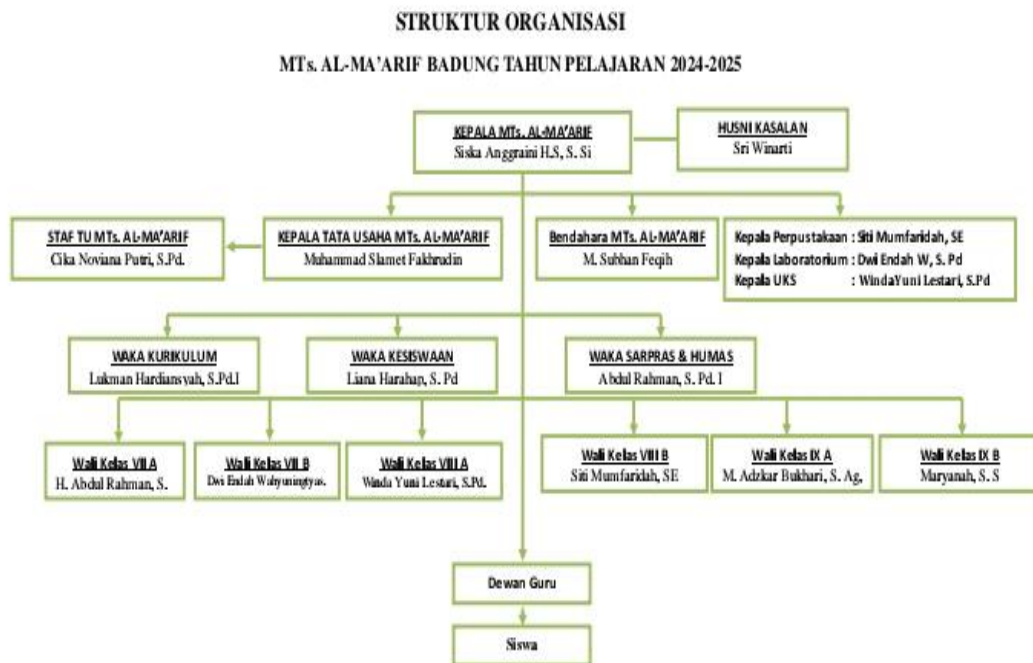 STRUKTUR ORGANISASI
MTs. AL-MA'ARIF BADUNG TAHUN PELAJARAN 2024-2025
KEPALA MTs. AL-MA'ARIF
Siska Anggraini H.S, S. Si
HUSNI KASALAN
Sri Winarti
STAF TU MTs. AL-MA'ARIF
Cika Noviana Putri, S.Pd.
KEPALA TATA USAHA MTs. AL-MA'ARIF
Muhammad Slamet Fakhrudin
Bendahara MTs. AL-MA'ARIF
M. Subhan Feqih
Kepala Perpustakaan : Siti Mumfaridah, SE
Kepala Laboratorium : Dwi Endah W, S. Pd
Kepala UKS : WindaYuni Lestari, S.Pd
WAKA KURIKULUM
Lukman Hardiansyah, S.Pd.I
WAKA KESISWAAN
Liana Harahap, S. Pd
WAKA SARPRAS & HUMAS
Abdul Rahman, S. Pd. I
Wali Kelas VII A
H. Abdul Rahman, S.
Wali Kelas VII B
Dwi Endah Wahyuningtyas.
Wali Kelas VIII A
Winda Yuni Lestari, S.Pd.
Wali Kelas VIII B
Siti Mumfaridah, SE
Wali Kelas IX A
M. Adzkar Bukhari, S. Ag,
Wali Kelas IX B
Maryanah, S. S
Dewan Guru
Siswa